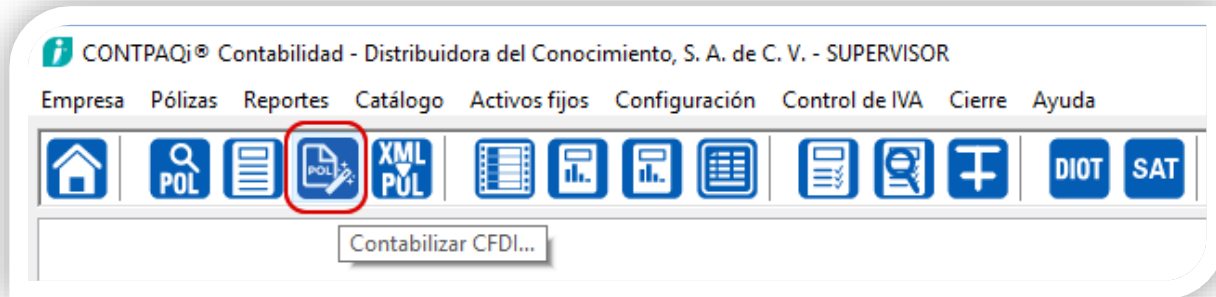 CONTPAQi® Contabilidad - Distribuidora del Conocimiento, S. A. de C. V. - SUPERVISOR
Empresa Pólizas Reportes Catálogo Activos fijos Configuración Control de IVA Cierre Ayuda
POL POL XML POL DIOT SAT
Contabilizar CFDI...